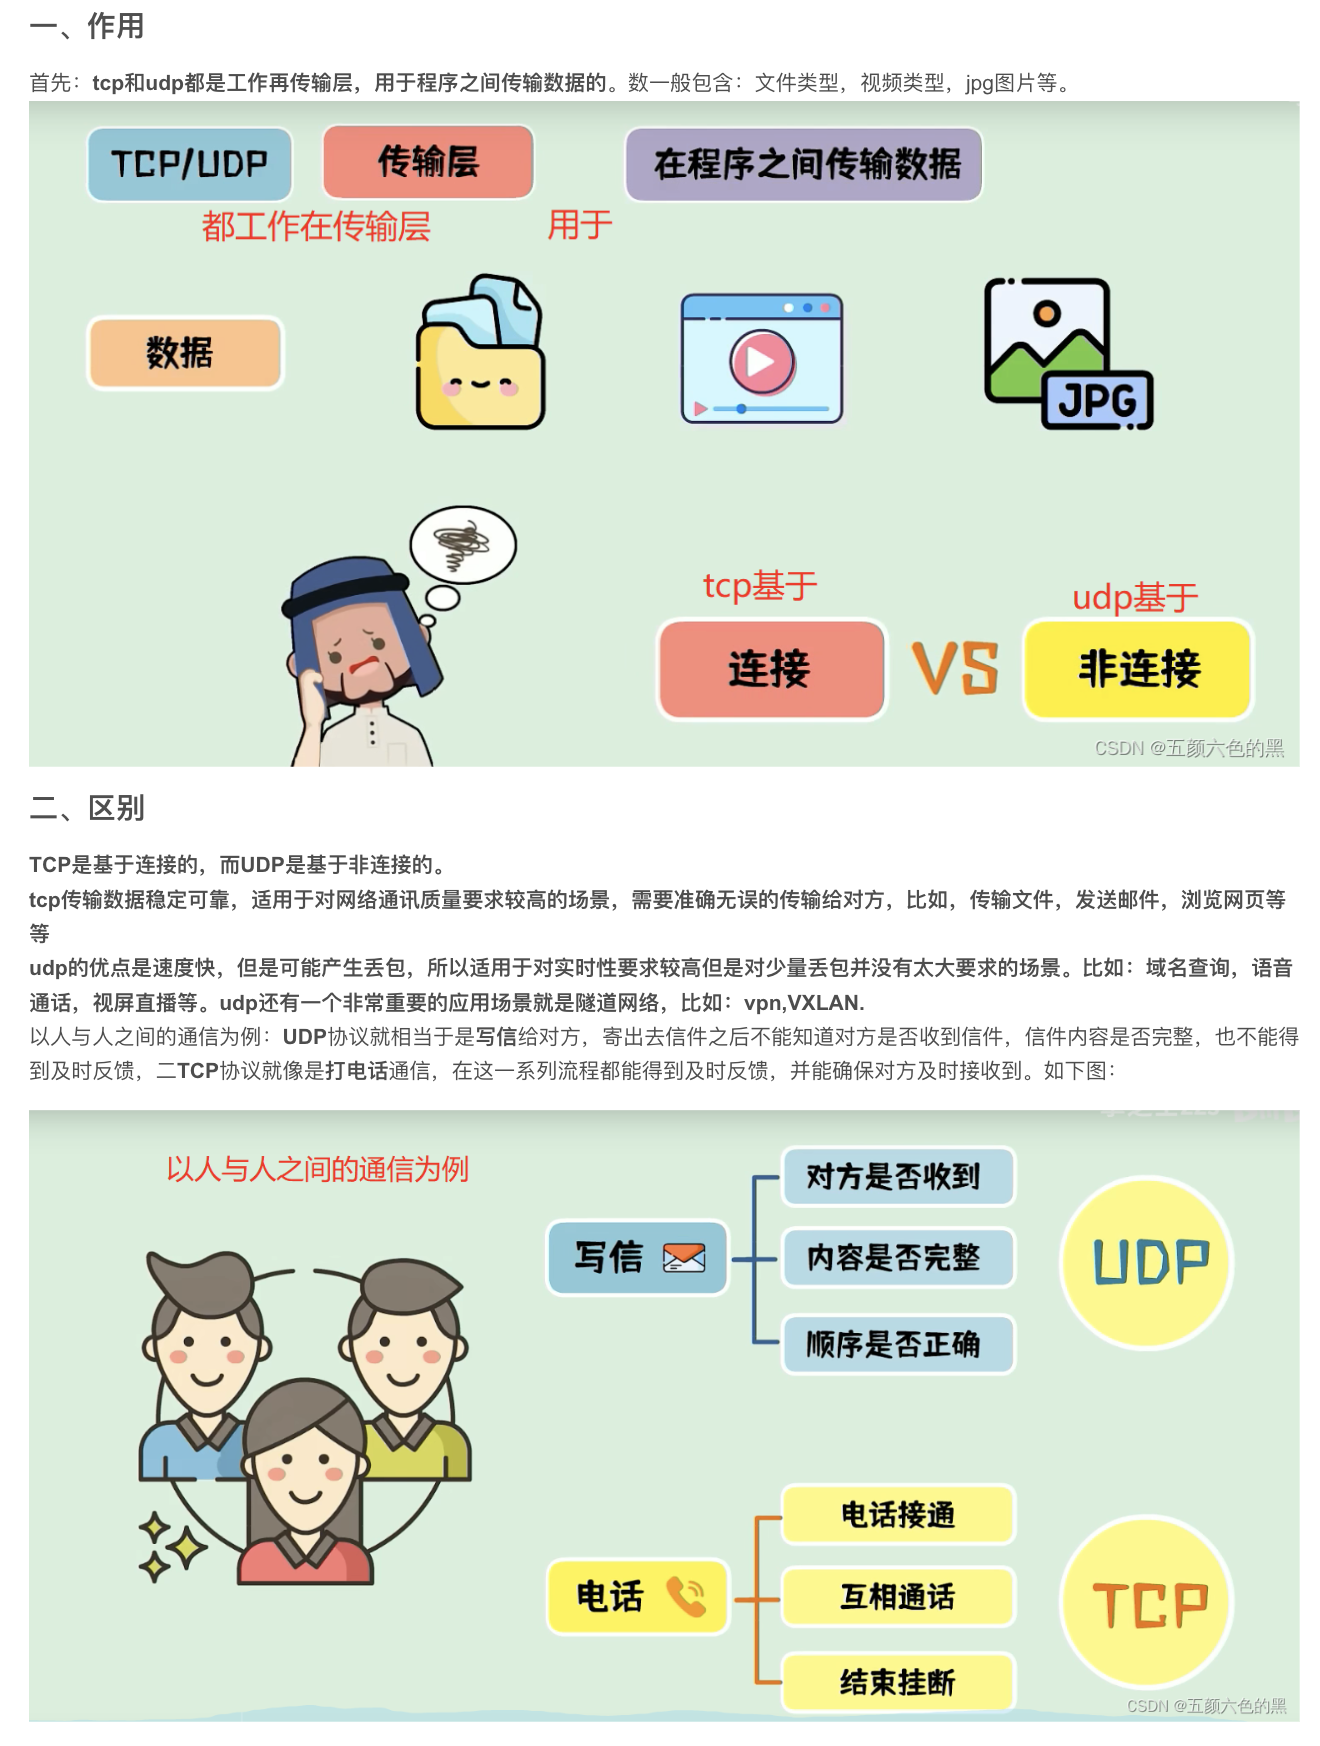 一、作用
首先：tcp和udp都是工作再传输层，用于程序之间传输数据的。数一般包含：文件类型，视频类型，jpg图片等。
TCP/UDP 传输层 在程序之间传输数据
都工作在传输层 用于
数据
JPG
tcp基于 udp基于
连接 VS 非连接
CSDN @五颜六色的黑
二、区别
TCP是基于连接的，而UDP是基于非连接的。
tcp传输数据稳定可靠，适用于对网络通讯质量要求较高的场景，需要准确无误的传输给对方，比如，传输文件，发送邮件，浏览网页等
等
udp的优点是速度快，但是可能产生丢包，所以适用于对实时性要求较高但是对少量丢包并没有太大要求的场景。比如：域名查询，语音
通话，视屏直播等。udp还有一个非常重要的应用场景就是隧道网络，比如：vpn,VXLAN.
以人与人之间的通信为例：UDP协议就相当于是写信给对方，寄出去信件之后不能知道对方是否收到信件，信件内容是否完整，也不能得
到及时反馈，二TCP协议就像是打电话通信，在这一系列流程都能得到及时反馈，并能确保对方及时接收到。如下图：
以人与人之间的通信为例
对方是否收到
写信 内容是否完整 UDP
顺序是否正确
电话接通
电话 互相通话 TCP
结束挂断
CSDN @五颜六色的黑